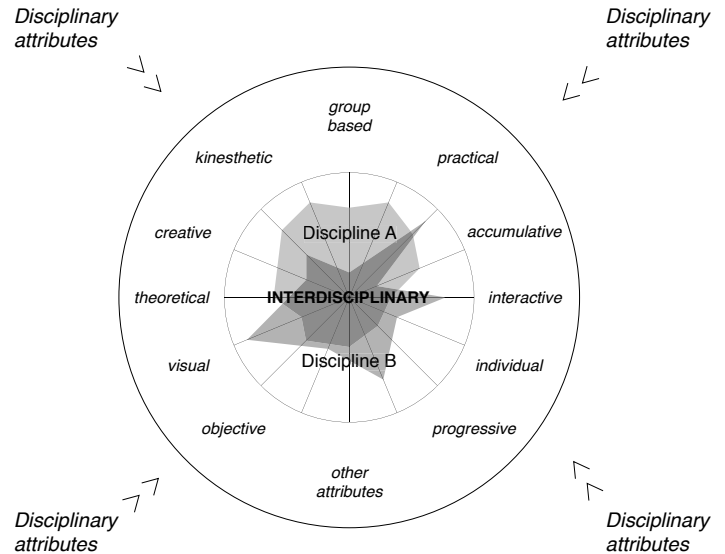 Disciplinary
attributes
Disciplinary
attributes
group
based
kinesthetic
practical
creative
Discipline A
accumulative
theoretical
INTERDISCIPLINARY
interactive
visual
Discipline B
individual
objective
progressive
other
attributes
Disciplinary
attributes
Disciplinary
attributes